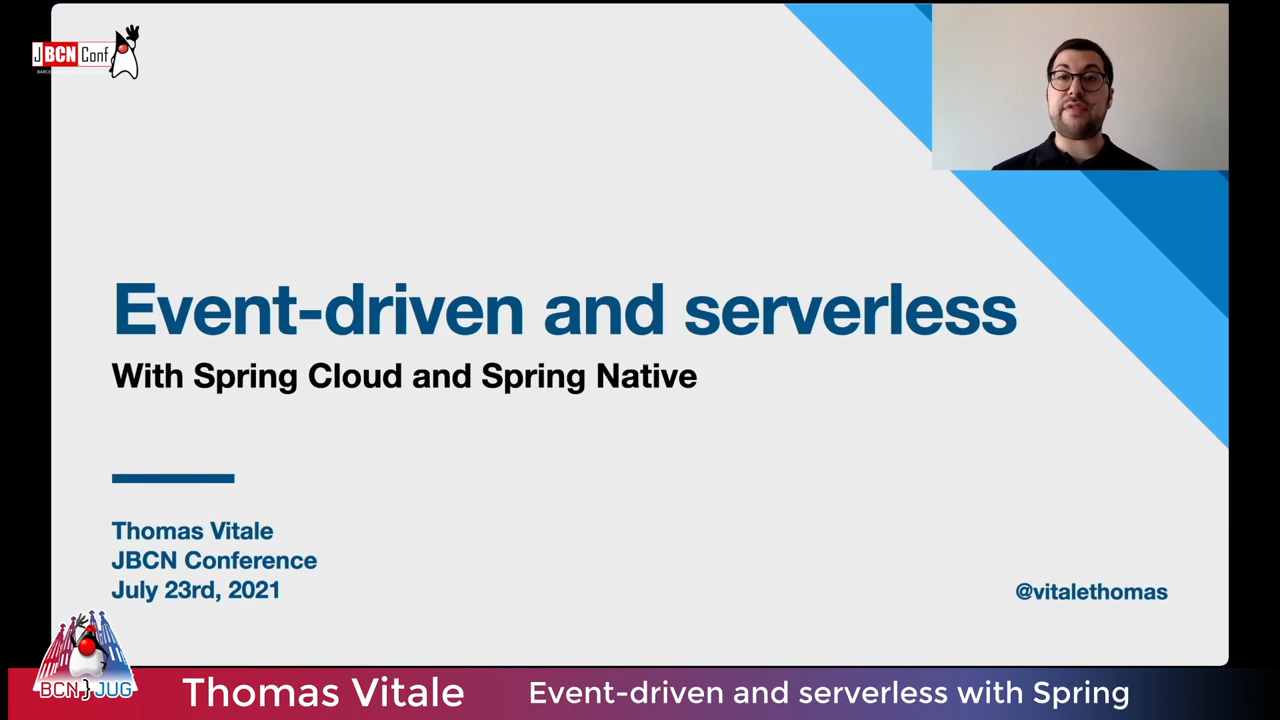 JBCN Conf
Event-driven and serverless
With Spring Cloud and Spring Native
Thomas Vitale
JBCN Conference
July 23rd, 2021
@vitalethomas
BCN JUG
Thomas Vitale
Event-driven and serverless with Spring